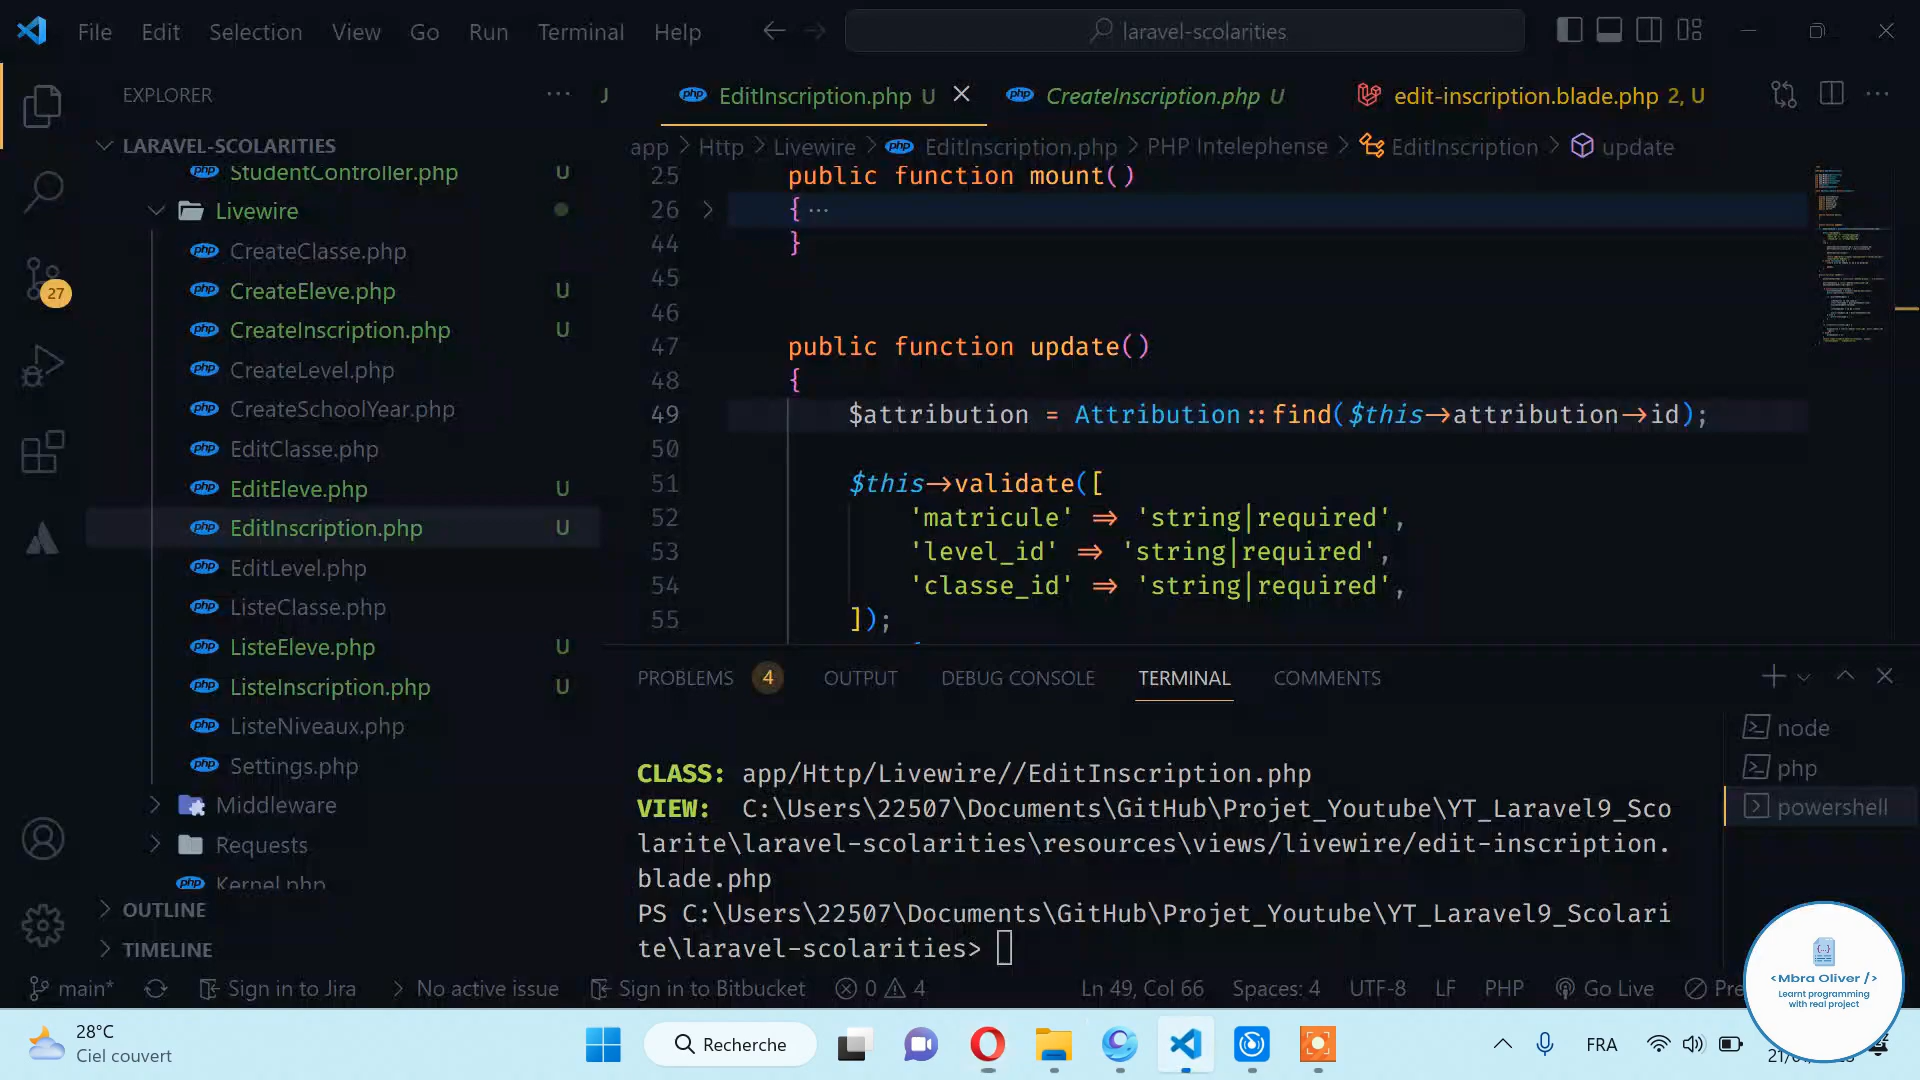 File Edit Selection View Go Run Terminal Help
laravel-scolarities
EXPLORER
LARAVEL-SCOLARITIES
StudentController.php U
Livewire
CreateClasse.php
CreateEleve.php U
CreateInscription.php U
CreateLevel.php
CreateSchoolYear.php
EditClasse.php
EditEleve.php U
EditInscription.php U
EditLevel.php
ListeClasse.php
ListeEleve.php U
ListeInscription.php U
ListeNiveaux.php
Settings.php
Middleware
Requests
Kernel.php
OUTLINE
TIMELINE
27
EditInscription.php U
CreateInscription.php U
edit-inscription.blade.php 2, U
app > Http > Livewire > EditInscription.php > PHP Intelephense > EditInscription > update
25 public function mount()
26 { ...
44 }
45
46
47 public function update()
48 {
49 $attribution = Attribution::find($this->attribution->id);
50
51 $this->validate([
52 'matricule' => 'string|required',
53 'level_id' => 'string|required',
54 'classe_id' => 'string|required',
55 ]);
PROBLEMS 4 OUTPUT DEBUG CONSOLE TERMINAL COMMENTS
CLASS: app/Http/Livewire//EditInscription.php
VIEW: C:\Users\22507\Documents\GitHub\Projet_Youtube\YT_Laravel9_Sco
larite\laravel-scolarities\resources\views/livewire/edit-inscription.
blade.php
PS C:\Users\22507\Documents\GitHub\Projet_Youtube\YT_Laravel9_Scolari
te\laravel-scolarities>
node
php
powershell
main* Sign in to Jira No active issue Sign in to Bitbucket 0 4 Ln 49, Col 66 Spaces: 4 UTF-8 LF PHP Go Live
<Mbra Oliver />
Learnt programming
with real project
28°C
Ciel couvert
Recherche
FRA